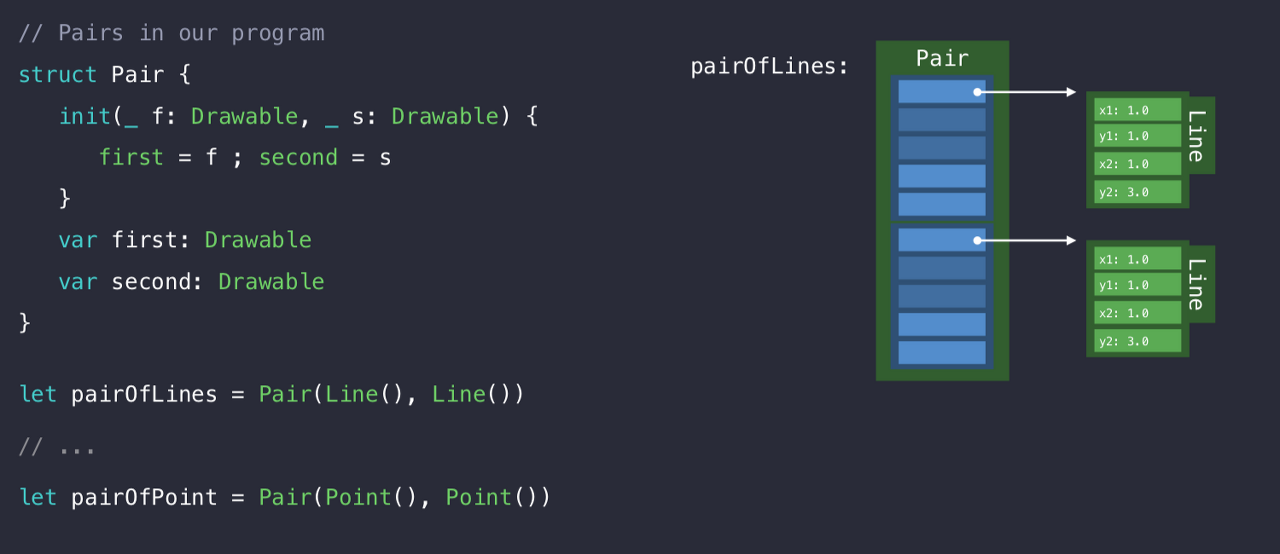 // Pairs in our program
struct Pair {
init(_ f: Drawable, _ s: Drawable) {
first = f ; second = s
}
var first: Drawable
var second: Drawable
}
let pairOfLines = Pair(Line(), Line())
// ...
let pairOfPoint = Pair(Point(), Point())
pairOfLines:
Pair
x1: 1.0
y1: 1.0
x2: 1.0
y2: 3.0
Line
x1: 1.0
y1: 1.0
x2: 1.0
y2: 3.0
Line